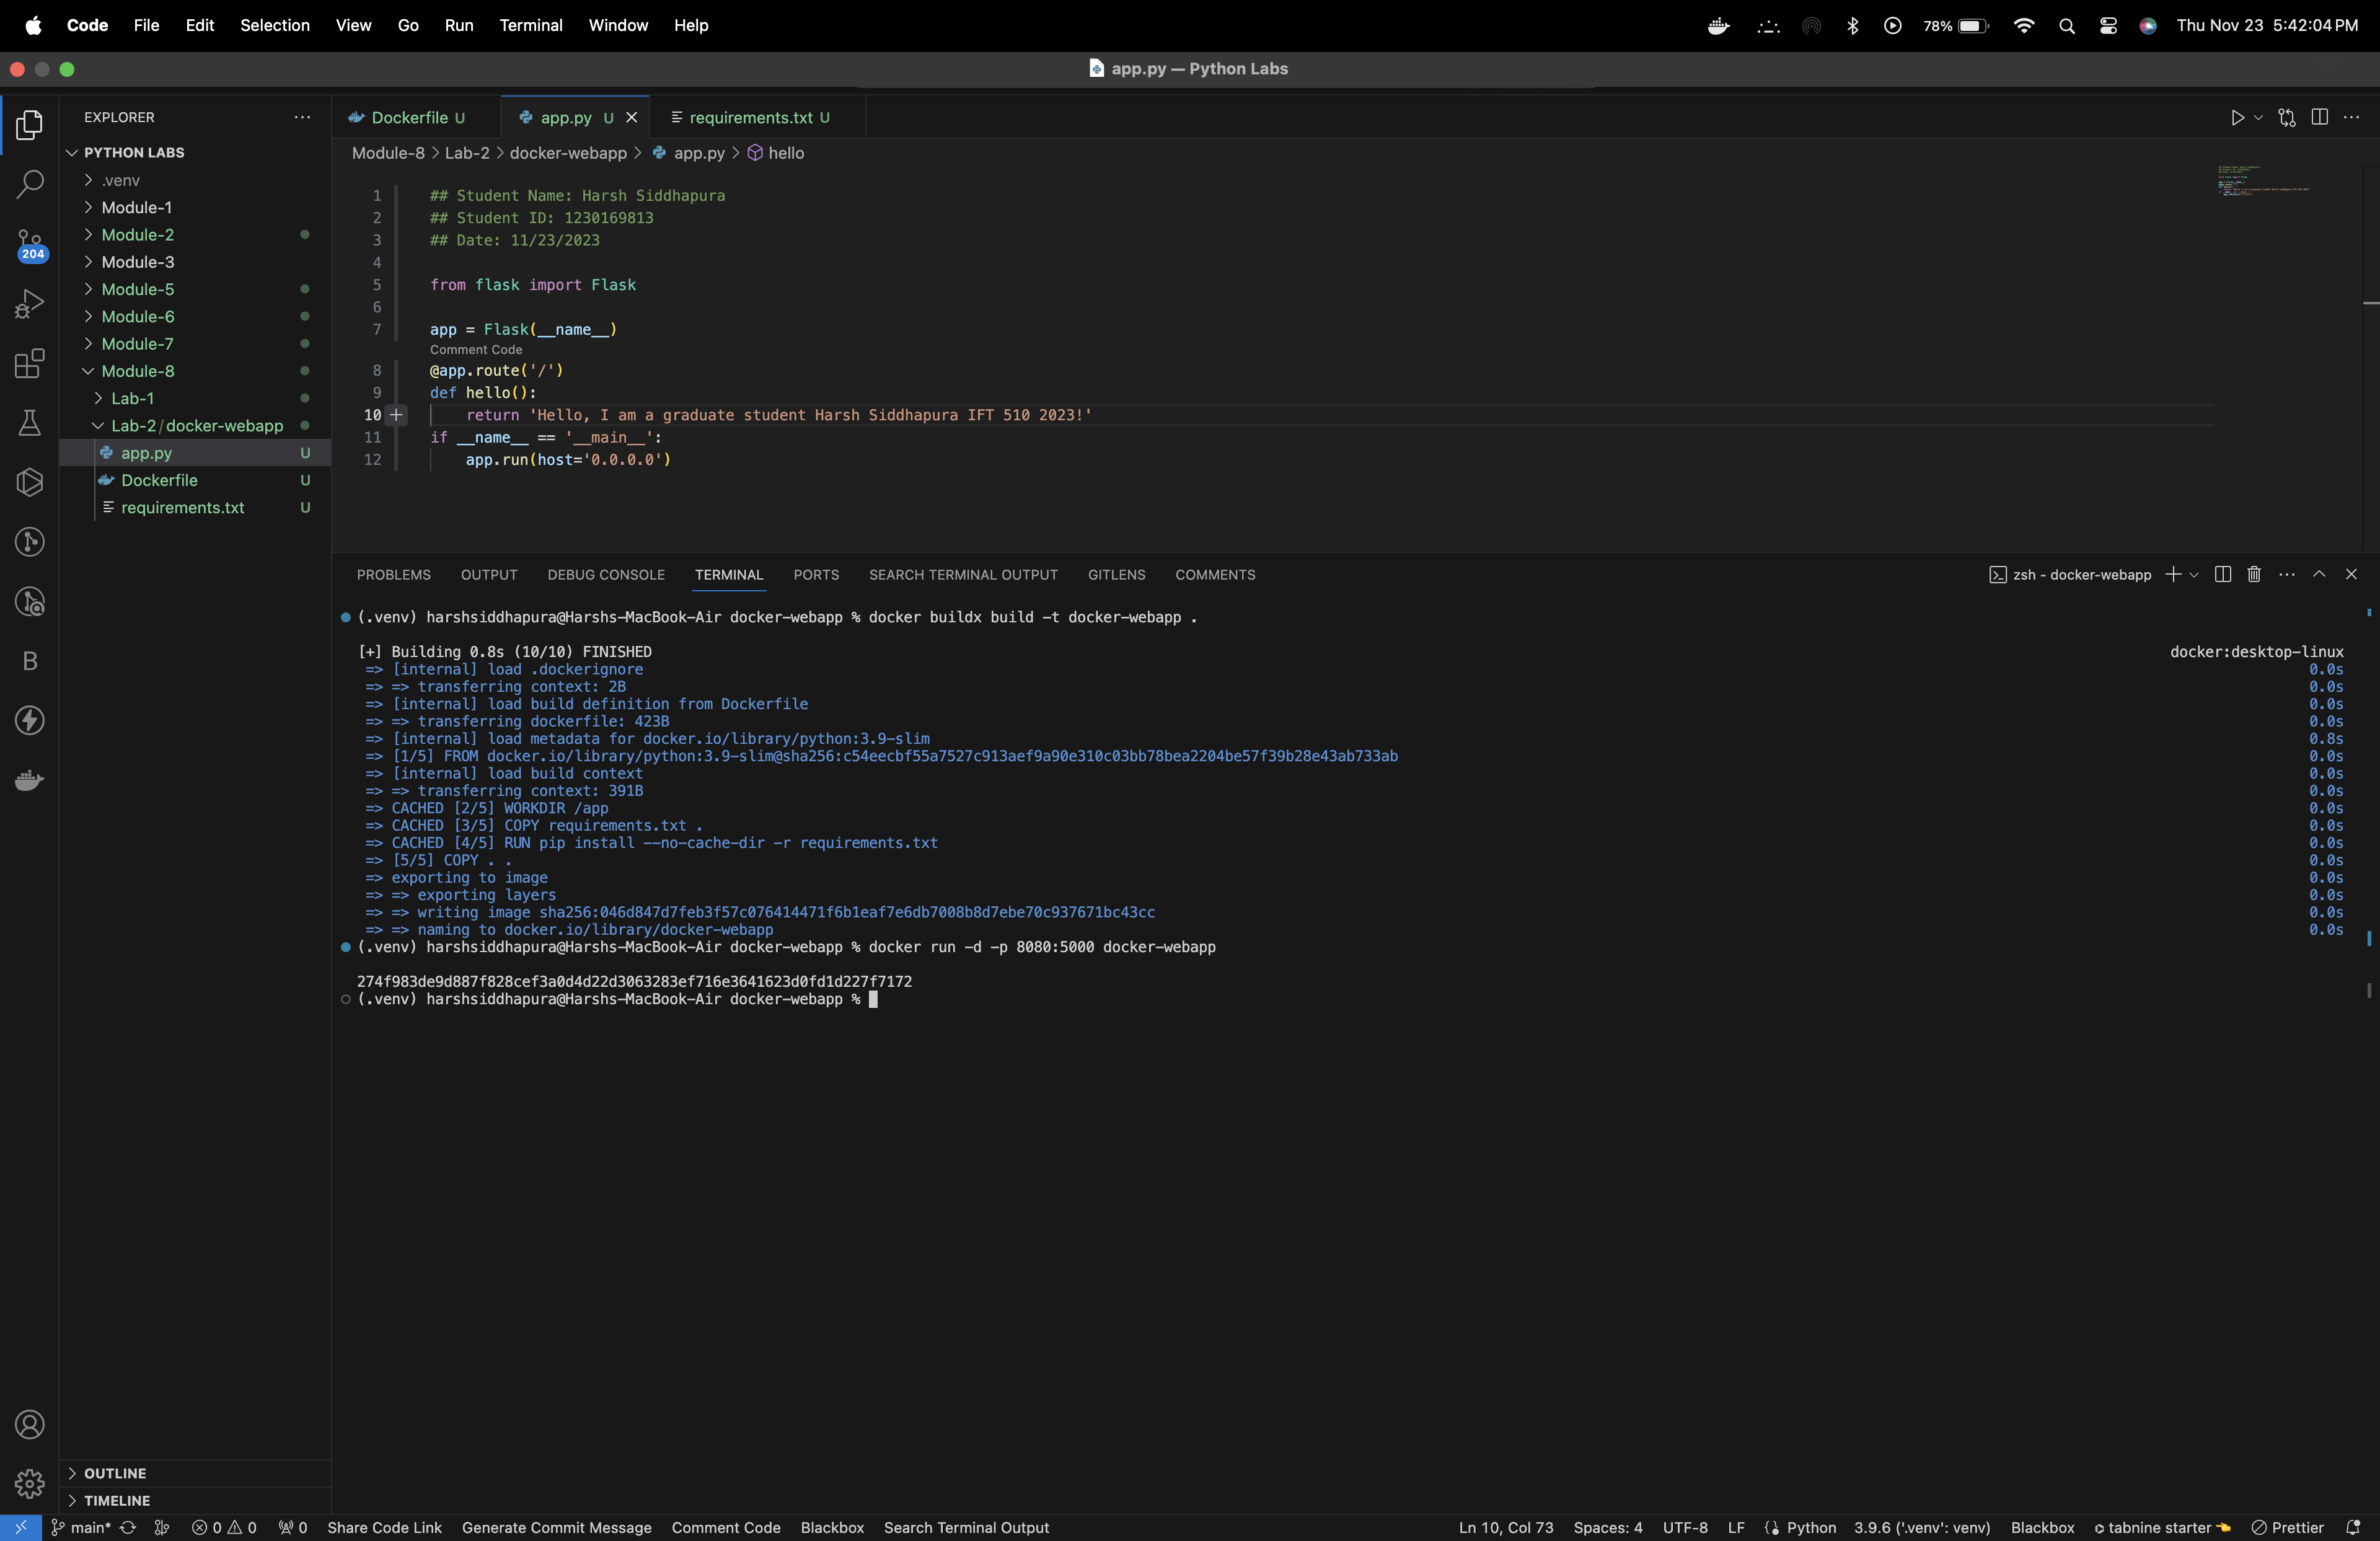 Code File Edit Selection View Go Run Terminal Window Help 78% Thu Nov 23 5:42:04 PM
app.py — Python Labs
EXPLORER
PYTHON LABS
.venv
Module-1
Module-2
204
Module-3
Module-5
Module-6
Module-7
Module-8
Lab-1
Lab-2/docker-webapp
app.py U
Dockerfile U
requirements.txt U
B
OUTLINE
TIMELINE
Dockerfile U app.py U requirements.txt U
Module-8 > Lab-2 > docker-webapp > app.py > hello
1 ## Student Name: Harsh Siddhapura
2 ## Student ID: 1230169813
3 ## Date: 11/23/2023
4
5 from flask import Flask
6
7 app = Flask(__name__)
Comment Code
8 @app.route('/')
9 def hello():
10 return 'Hello, I am a graduate student Harsh Siddhapura IFT 510 2023!'
11 if __name__ == '__main__':
12 app.run(host='0.0.0.0')
PROBLEMS OUTPUT DEBUG CONSOLE TERMINAL PORTS SEARCH TERMINAL OUTPUT GITLENS COMMENTS zsh - docker-webapp
(.venv) harshsiddhapura@Harshs-MacBook-Air docker-webapp % docker buildx build -t docker-webapp .
[+] Building 0.8s (10/10) FINISHED docker:desktop-linux
=> [internal] load .dockerignore 0.0s
=> => transferring context: 2B 0.0s
=> [internal] load build definition from Dockerfile 0.0s
=> => transferring dockerfile: 423B 0.0s
=> [internal] load metadata for docker.io/library/python:3.9-slim 0.8s
=> [1/5] FROM docker.io/library/python:3.9-slim@sha256:c54eecbf55a7527c913aef9a90e310c03bb78bea2204be57f39b28e43ab733ab 0.0s
=> [internal] load build context 0.0s
=> => transferring context: 391B 0.0s
=> CACHED [2/5] WORKDIR /app 0.0s
=> CACHED [3/5] COPY requirements.txt . 0.0s
=> CACHED [4/5] RUN pip install --no-cache-dir -r requirements.txt 0.0s
=> [5/5] COPY . . 0.0s
=> exporting to image 0.0s
=> => exporting layers 0.0s
=> => writing image sha256:046d847d7feb3f57c076414471f6b1eaf7e6db7008b8d7ebe70c937671bc43cc 0.0s
=> => naming to docker.io/library/docker-webapp 0.0s
(.venv) harshsiddhapura@Harshs-MacBook-Air docker-webapp % docker run -d -p 8080:5000 docker-webapp
274f983de9d887f828cef3a0d4d22d3063283ef716e3641623d0fd1d227f7172
(.venv) harshsiddhapura@Harshs-MacBook-Air docker-webapp %
main* 0 0 0 Share Code Link Generate Commit Message Comment Code Blackbox Search Terminal Output Ln 10, Col 73 Spaces: 4 UTF-8 LF Python 3.9.6 ('.venv': venv) Blackbox tabnine starter Prettier